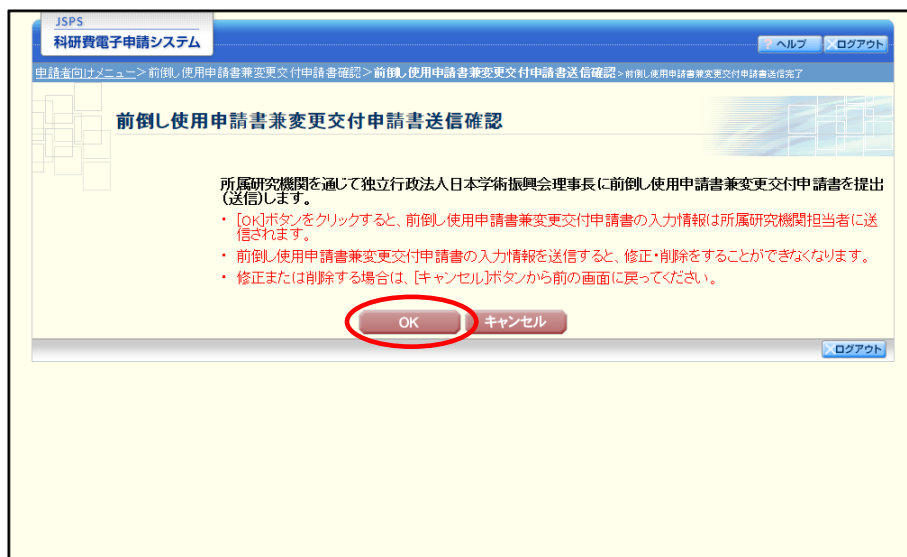 JSPS
科研費電子申請システム
? ヘルプ ログアウト
申請者向けメニュー>前倒し使用申請書兼変更交付申請書確認>前倒し使用申請書兼変更交付申請書送信確認>前倒し使用申請書兼変更交付申請書送信完了
前倒し使用申請書兼変更交付申請書送信確認
所属研究機関を通じて独立行政法人日本学術振興会理事長に前倒し使用申請書兼変更交付申請書を提出
(送信)します。
・ [OK]ボタンをクリックすると、前倒し使用申請書兼変更交付申請書の入力情報は所属研究機関担当者に送
信されます。
・ 前倒し使用申請書兼変更交付申請書の入力情報を送信すると、修正・削除をすることができなくなります。
・ 修正または削除する場合は、[キャンセル]ボタンから前の画面に戻ってください。
OK キャンセル
ログアウト